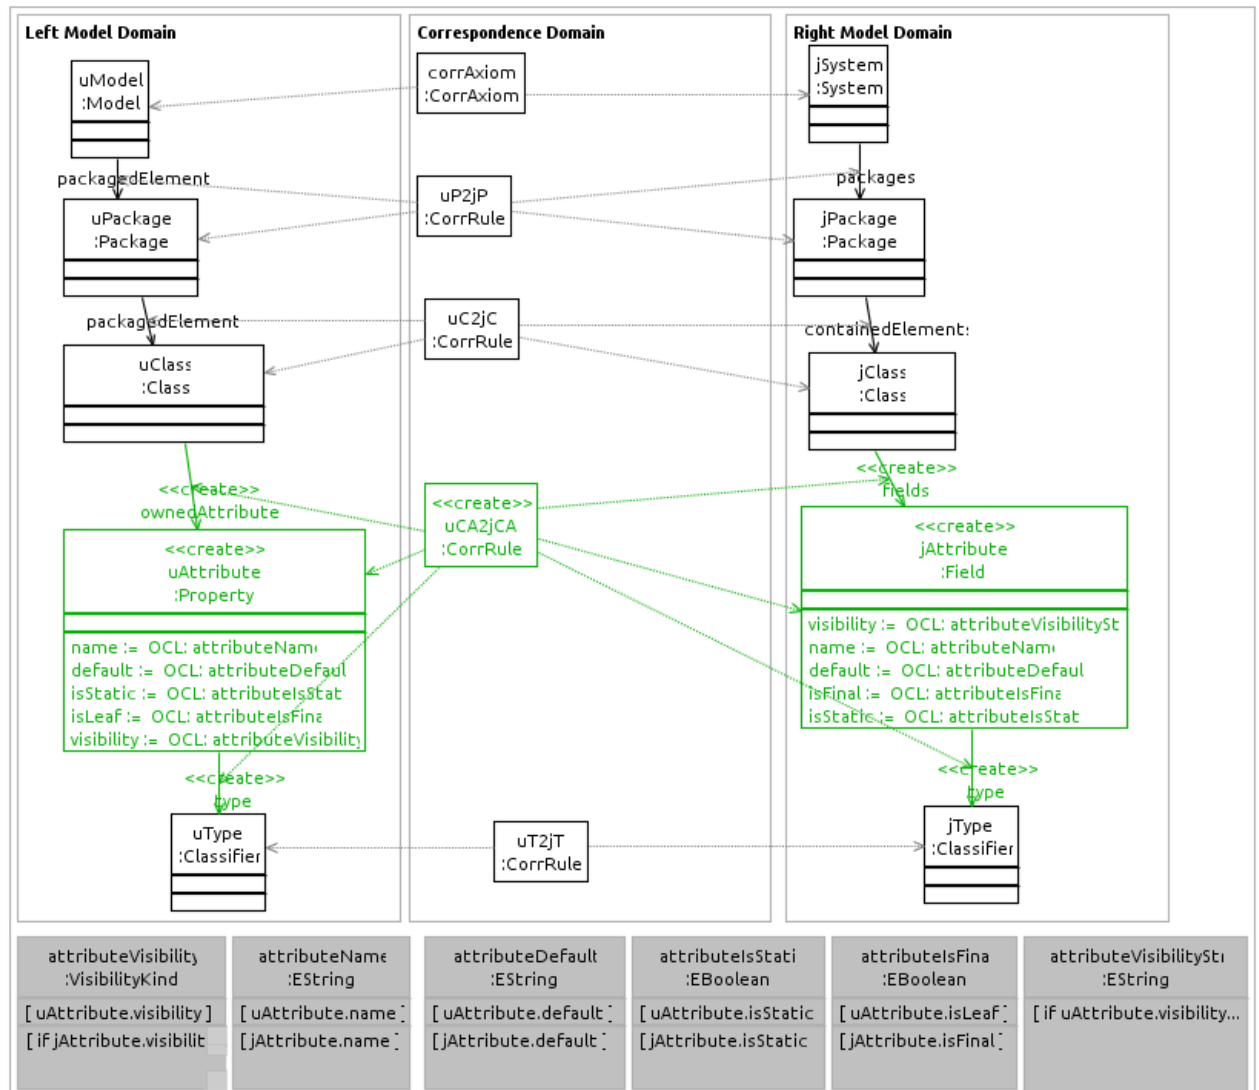 Left Model Domain
Correspondence Domain
Right Model Domain
uModel
:Model
corrAxiom
:CorrAxiom
jSystem
:System
packagedElement
packages
uPackage
:Package
uP2jP
:CorrRule
jPackage
:Package
packagedElement
containedElement:
uClass
:Class
uC2jC
:CorrRule
jClass
:Class
<<create>>
ownedAttribute
<<create>>
fields
<<create>>
uAttribute
:Property
<<create>>
uCA2jCA
:CorrRule
<<create>>
jAttribute
:Field
name := OCL: attributeName
default := OCL: attributeDefaul
isStatic := OCL: attributeIsStat
isLeaf := OCL: attributeIsFina
visibility := OCL: attributeVisibility
visibility := OCL: attributeVisibilitySt
name := OCL: attributeName
default := OCL: attributeDefaul
isFinal := OCL: attributeIsFina
isStatic := OCL: attributeIsStat
<<create>>
type
<<create>>
type
uType
:Classifier
uT2jT
:CorrRule
jType
:Classifier
attributeVisibility
:VisibilityKind
[ uAttribute.visibility ]
[ if jAttribute.visibilit
attributeName
:EString
[ uAttribute.name ]
[ jAttribute.name ]
attributeDefault
:EString
[ uAttribute.default ]
[ jAttribute.default ]
attributeIsStati
:EBoolean
[ uAttribute.isStatic
[ jAttribute.isStatic
attributeIsFina
:EBoolean
[ uAttribute.isLeaf ]
[ jAttribute.isFinal ]
attributeVisibilityStr
:EString
[ if uAttribute.visibility...